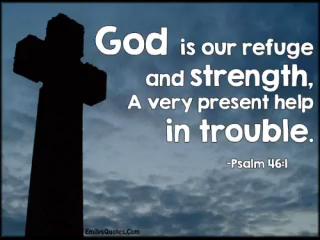 God is our refuge
and strength,
A very present help
in trouble.
-Psalm 46:1
EmilysQuotes.Com